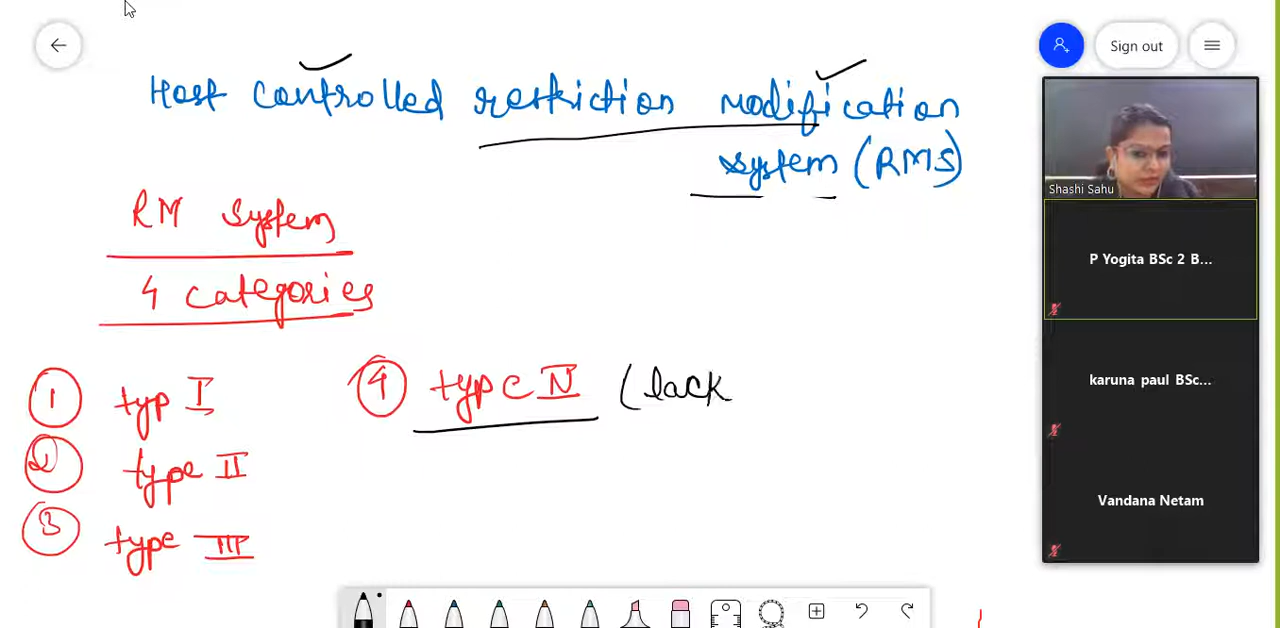 Sign out
Host controlled restriction modification
system (RMS)
RM system
4 categories
① typ I
② type II
③ type III
④ type IV (lack
Shashi Sahu
P Yogita BSc 2 B...
karuna paul BSc...
Vandana Netam